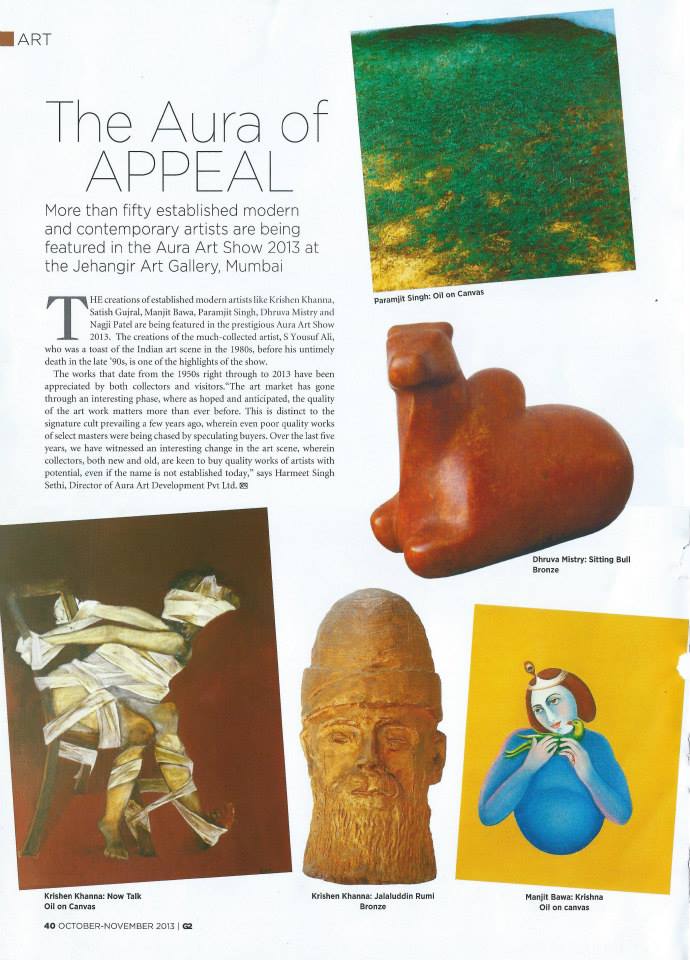 ART
The Aura of
APPEAL
More than fifty established modern
and contemporary artists are being
featured in the Aura Art Show 2013 at
the Jehangir Art Gallery, Mumbai
THE creations of established modern artists like Krishen Khanna,
Satish Gujral, Manjit Bawa, Paramjit Singh, Dhruva Mistry and
Nagji Patel are being featured in the prestigious Aura Art Show
2013. The creations of the much-collected artist, S Yousuf Ali,
who was a toast of the Indian art scene in the 1980s, before his untimely
death in the late '90s, is one of the highlights of the show.
The works that date from the 1950s right through to 2013 have been
appreciated by both collectors and visitors."The art market has gone
through an interesting phase, where as hoped and anticipated, the quality
of the art work matters more than ever before. This is distinct to the
signature cult prevailing a few years ago, wherein even poor quality works
of select masters were being chased by speculating buyers. Over the last five
years, we have witnessed an interesting change in the art scene, wherein
collectors, both new and old, are keen to buy quality works of artists with
potential, even if the name is not established today," says Harmeet Singh
Sethi, Director of Aura Art Development Pvt Ltd.
Paramjit Singh: Oil on Canvas
Dhruva Mistry: Sitting Bull
Bronze
Krishen Khanna: Now Talk
Oil on Canvas
Krishen Khanna: Jalaluddin Rumi
Bronze
Manjit Bawa: Krishna
Oil on canvas
40 OCTOBER-NOVEMBER 2013 | G2